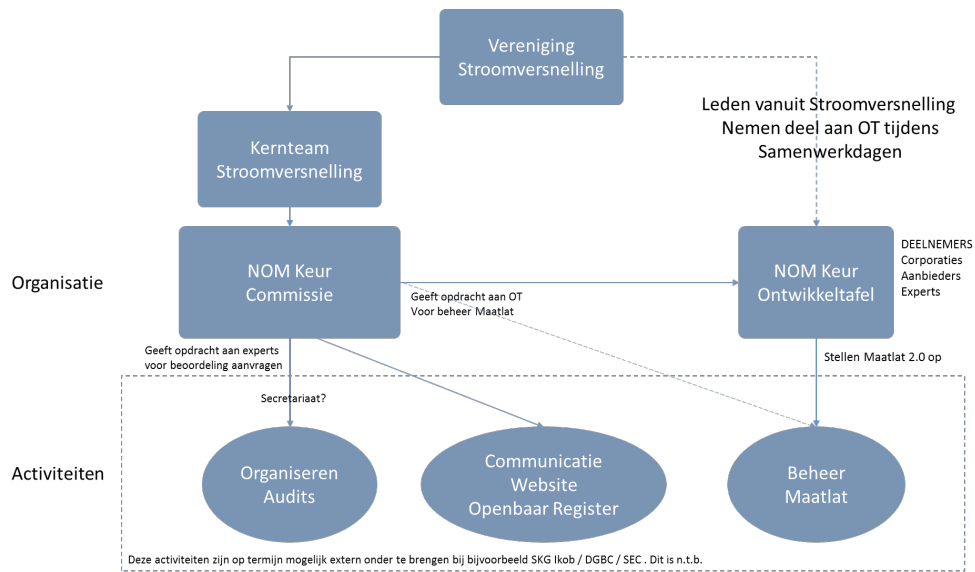 Vereniging
Stroomversnelling
Leden vanuit Stroomversnelling
Nemen deel aan OT tijdens
Samenwerkdagen
Kernteam
Stroomversnelling
Organisatie
NOM Keur
Commissie
Geeft opdracht aan OT
Voor beheer Maatlat
NOM Keur
Ontwikkeltafel
DEELNEMERS
Corporaties
Aanbieders
Experts
Geeft opdracht aan experts
voor beoordeling aanvragen
Stellen Maatlat 2.0 op
Secretariaat?
Activiteiten
Organiseren
Audits
Communicatie
Website
Openbaar Register
Beheer
Maatlat
Deze activiteiten zijn op termijn mogelijk extern onder te brengen bij bijvoorbeeld SKG Ikob / DGBC / SEC . Dit is n.t.b.